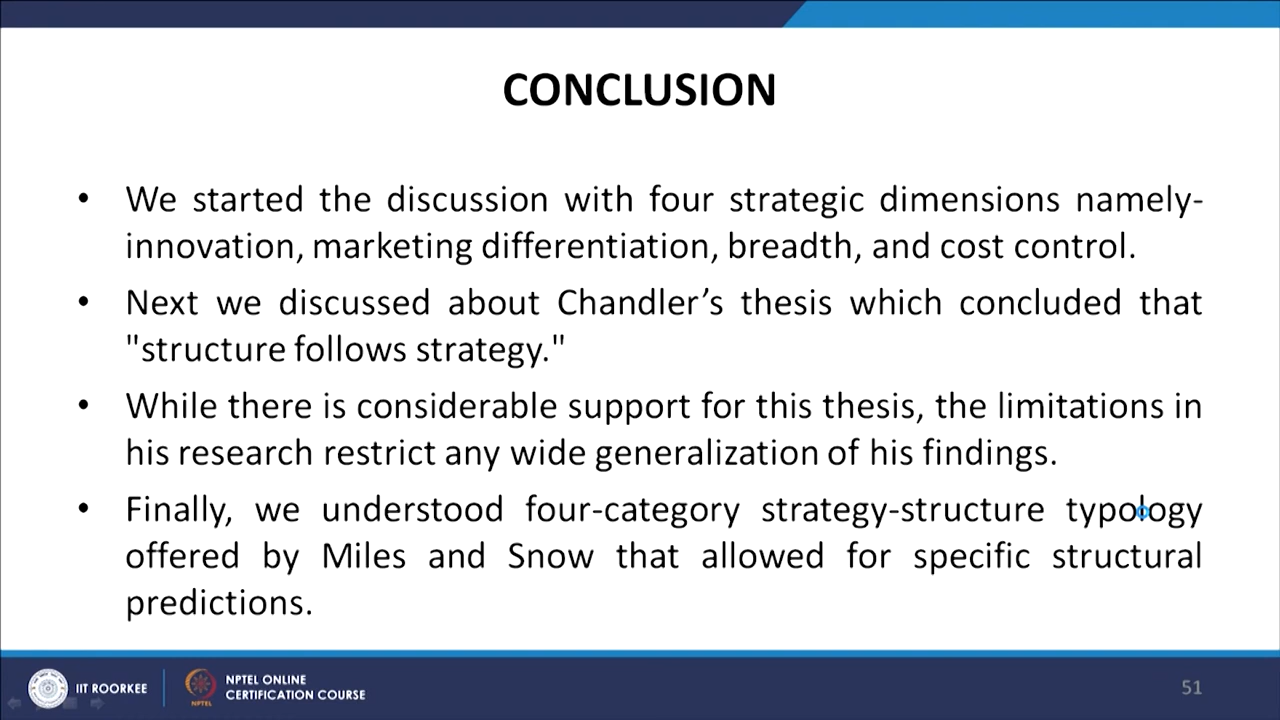 CONCLUSION
• We started the discussion with four strategic dimensions namely-
innovation, marketing differentiation, breadth, and cost control.
• Next we discussed about Chandler’s thesis which concluded that
"structure follows strategy."
• While there is considerable support for this thesis, the limitations in
his research restrict any wide generalization of his findings.
• Finally, we understood four-category strategy-structure typology
offered by Miles and Snow that allowed for specific structural
predictions.
IIT ROORKEE
NPTEL
NPTEL ONLINE
CERTIFICATION COURSE
51